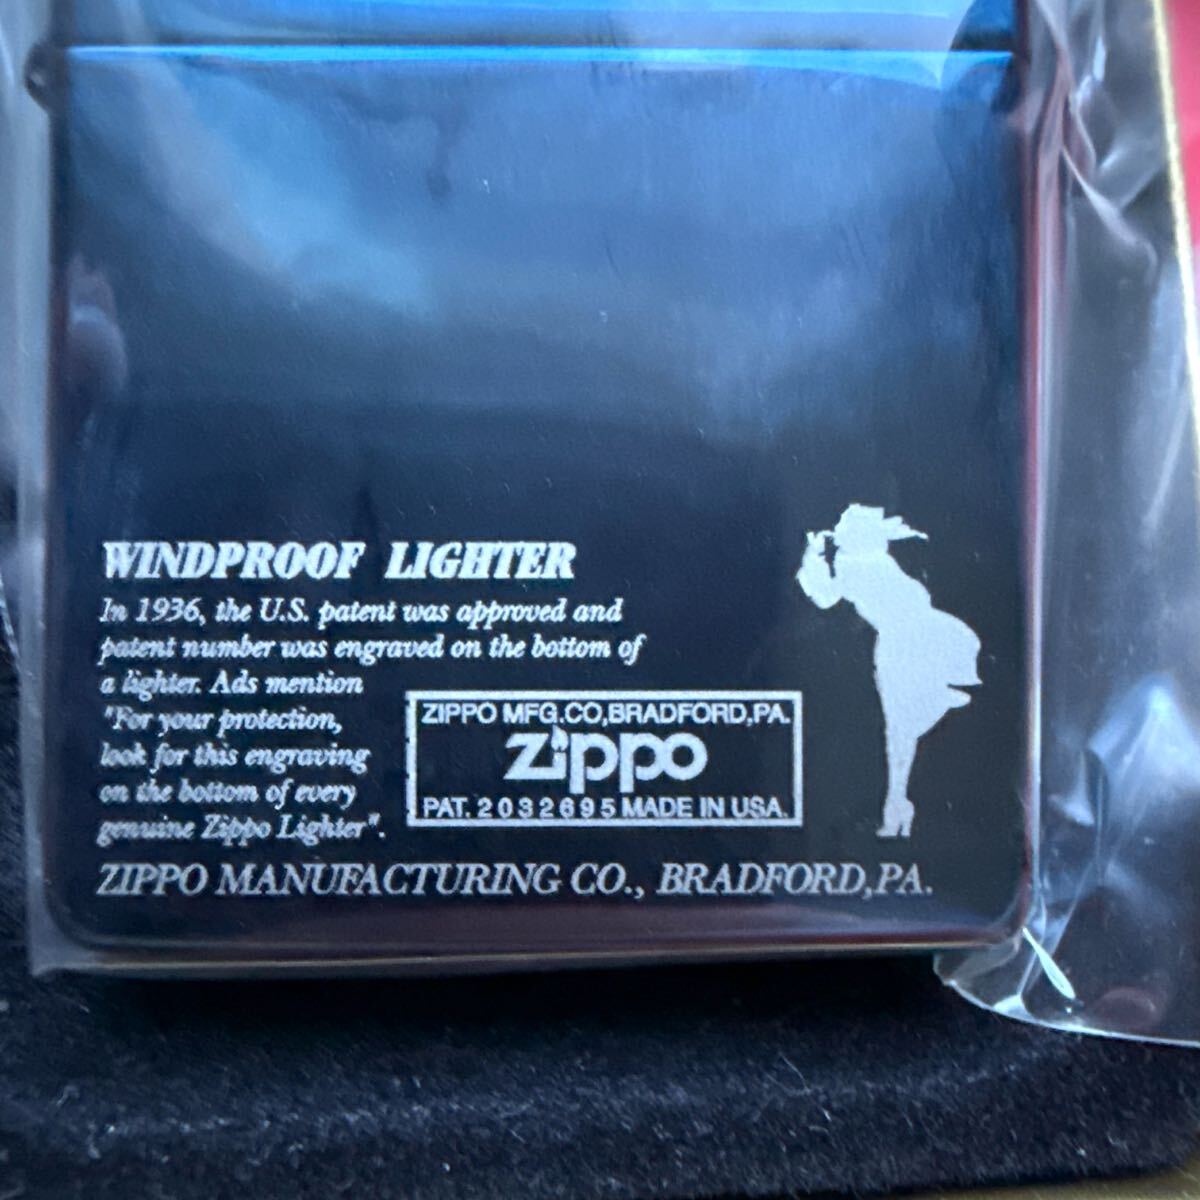 WINDPROOF LIGHTER
In 1936, the U.S. patent was approved and
patent number was engraved on the bottom of
a lighter. Ads mention
"For your protection,
look for this engraving
on the bottom of every
genuine Zippo Lighter".
ZIPPO MFG.CO,BRADFORD,PA.
Zippo
PAT. 2032695 MADE IN USA.
ZIPPO MANUFACTURING CO., BRADFORD,PA.